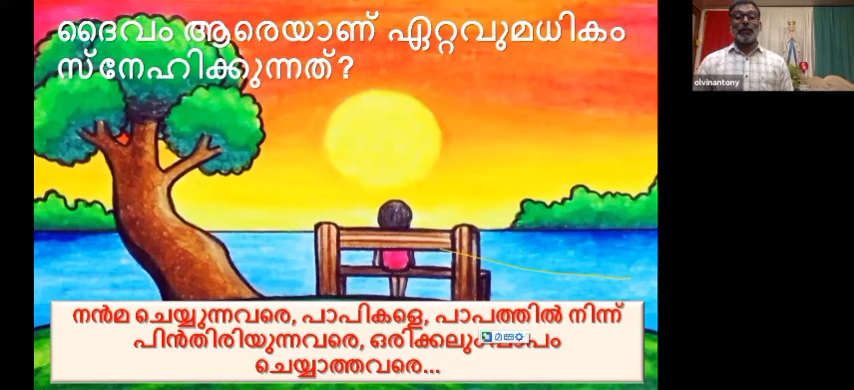 ദൈവം ആരെയാണ് ഏറ്റവുമധികം
സ്നേഹിക്കുന്നത്?
olvinantony
നൻമ ചെയ്യുന്നവരെ, പാപികളെ, പാപത്തിൽ നിന്ന്
പിൻതിരിയുന്നവരെ, ഒരിക്കലും
ചെയ്യാത്തവരെ...